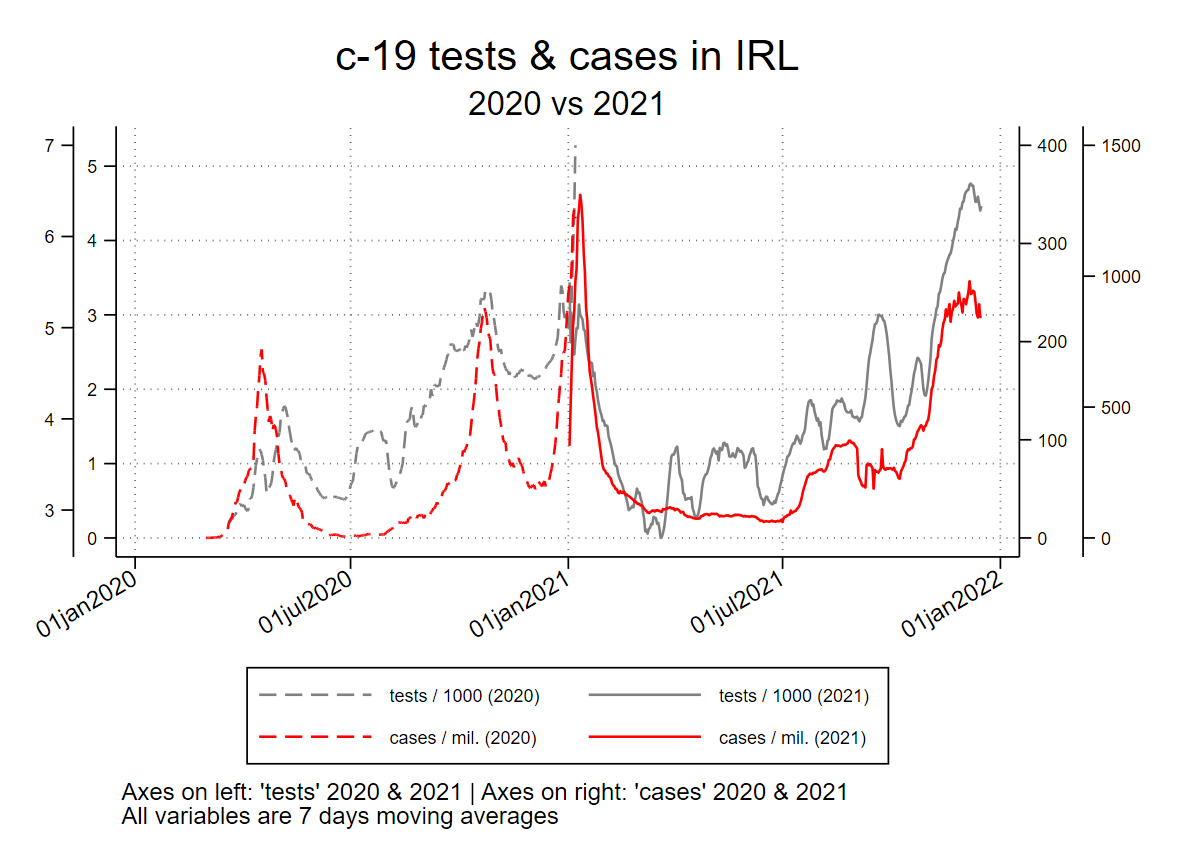 c-19 tests & cases in IRL
2020 vs 2021
7
6
5
4
3
5
4
3
2
1
0
400
300
200
100
0
1500
1000
500
0
01jan2020
01jul2020
01jan2021
01jul2021
01jan2022
tests / 1000 (2020)
tests / 1000 (2021)
cases / mil. (2020)
cases / mil. (2021)
Axes on left: 'tests' 2020 & 2021 | Axes on right: 'cases' 2020 & 2021
All variables are 7 days moving averages